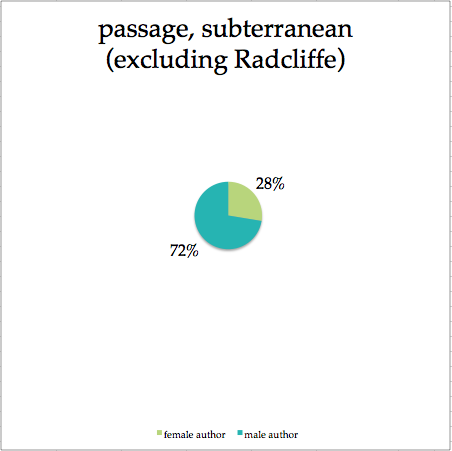 passage, subterranean
(excluding Radcliffe)
28%
72%
female author male author